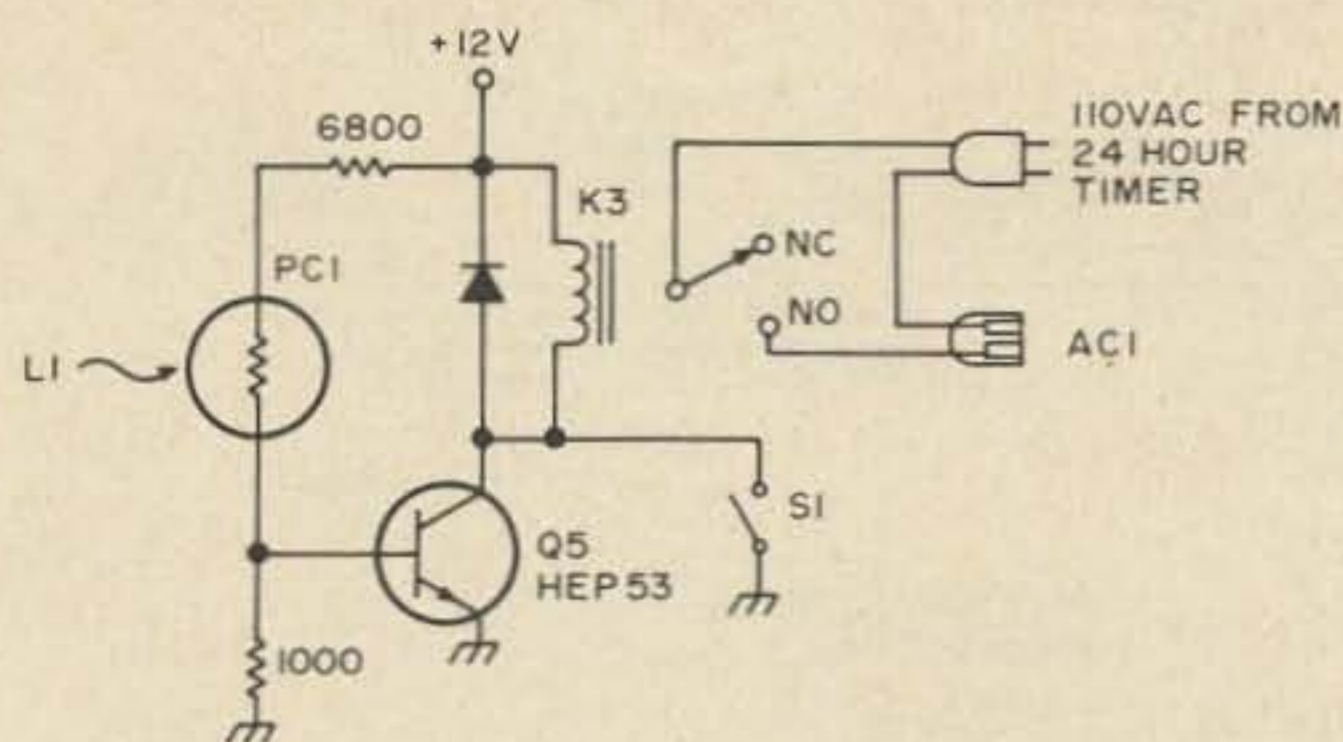 +12V
6800
110VAC FROM
24 HOUR
TIMER
K3
NC
PC1
NO
L1
AC1
S1
Q5
HEP53
1000